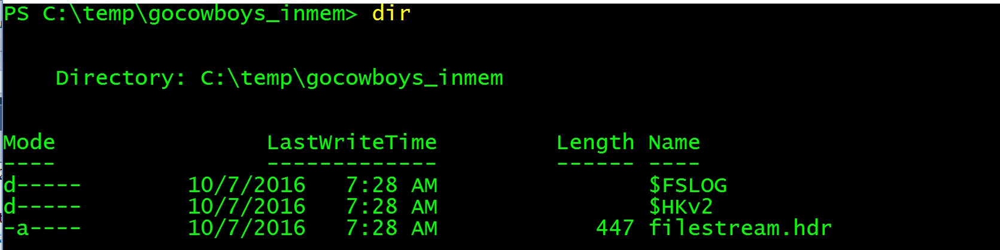 PS C:\temp\gocowboys_inmem> dir
Directory: C:\temp\gocowboys_inmem
Mode LastWriteTime Length Name
---- ------------- ------ ----
d----- 10/7/2016 7:28 AM $FSLOG
d----- 10/7/2016 7:28 AM $HKv2
-a---- 10/7/2016 7:28 AM 447 filestream.hdr